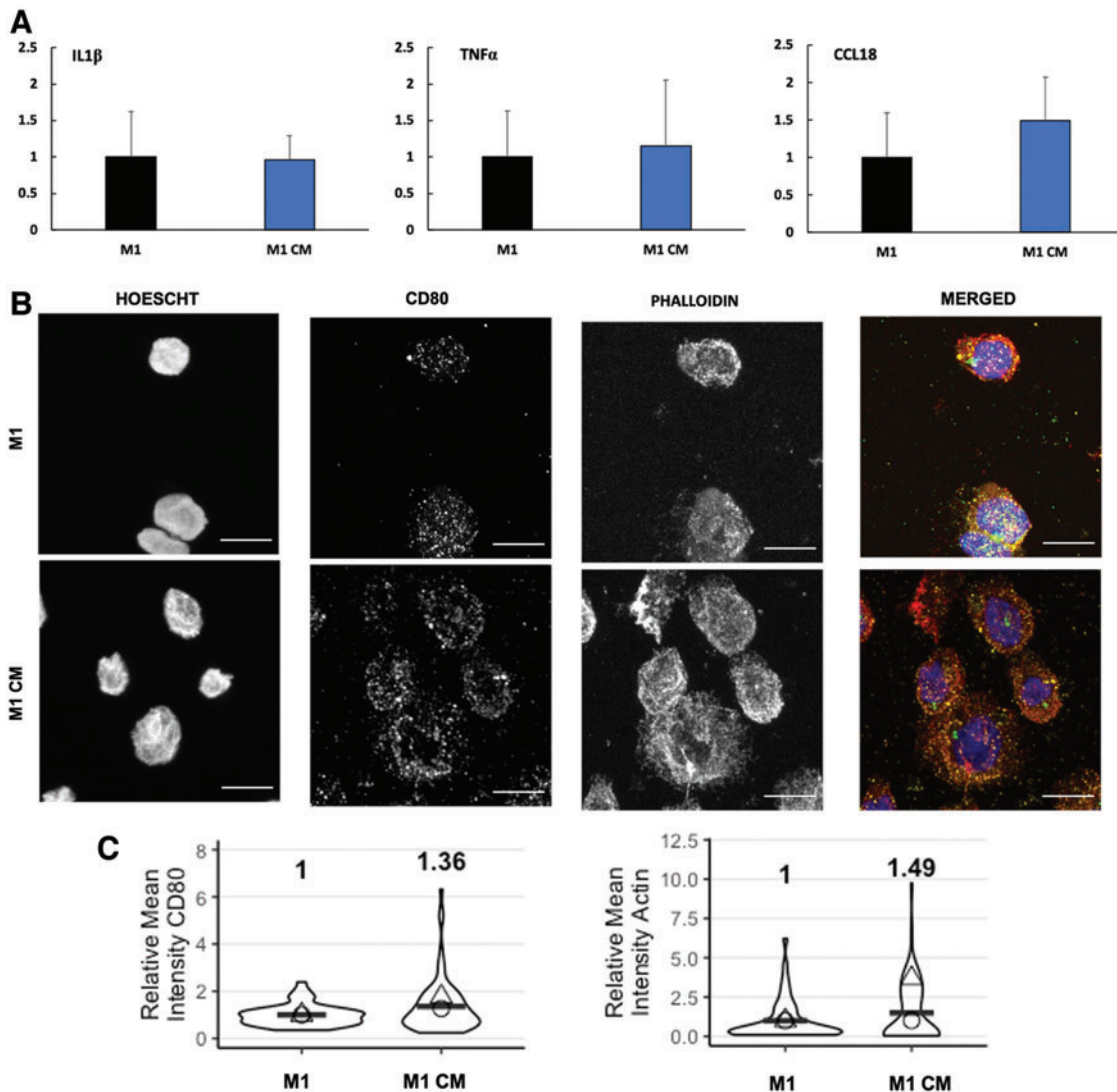 A
IL1β
2.5
2
1.5
1
0.5
0
M1
M1 CM
TNFα
2.5
2
1.5
1
0.5
0
M1
M1 CM
CCL18
2.5
2
1.5
1
0.5
0
M1
M1 CM
B
HOESCHT
CD80
PHALLOIDIN
MERGED
M1
M1 CM
C
Relative Mean
Intensity CD80
8
6
4
2
0
1
1.36
M1
M1 CM
Relative Mean
Intensity Actin
12.5
10.0
7.5
5.0
2.5
0.0
1
1.49
M1
M1 CM